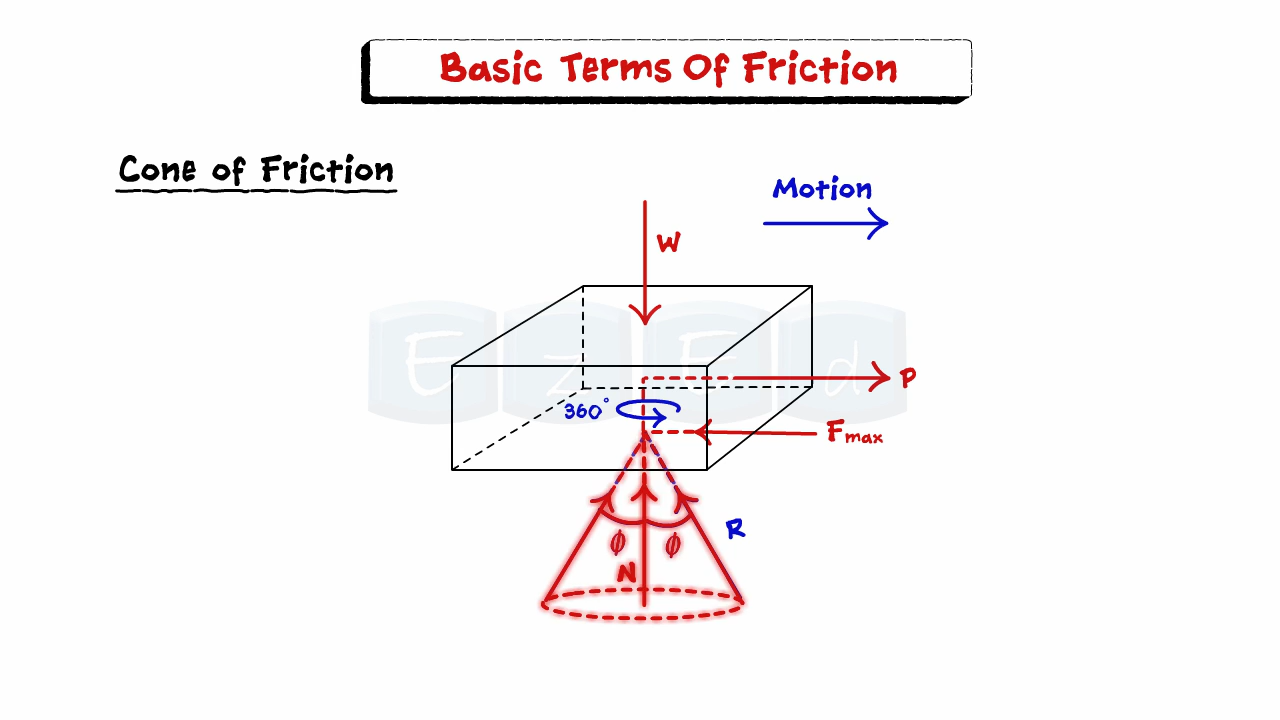 Basic Terms Of Friction
Cone of Friction
Motion
W
E z E d
P
360°
Fmax
R
ϕ ϕ
N